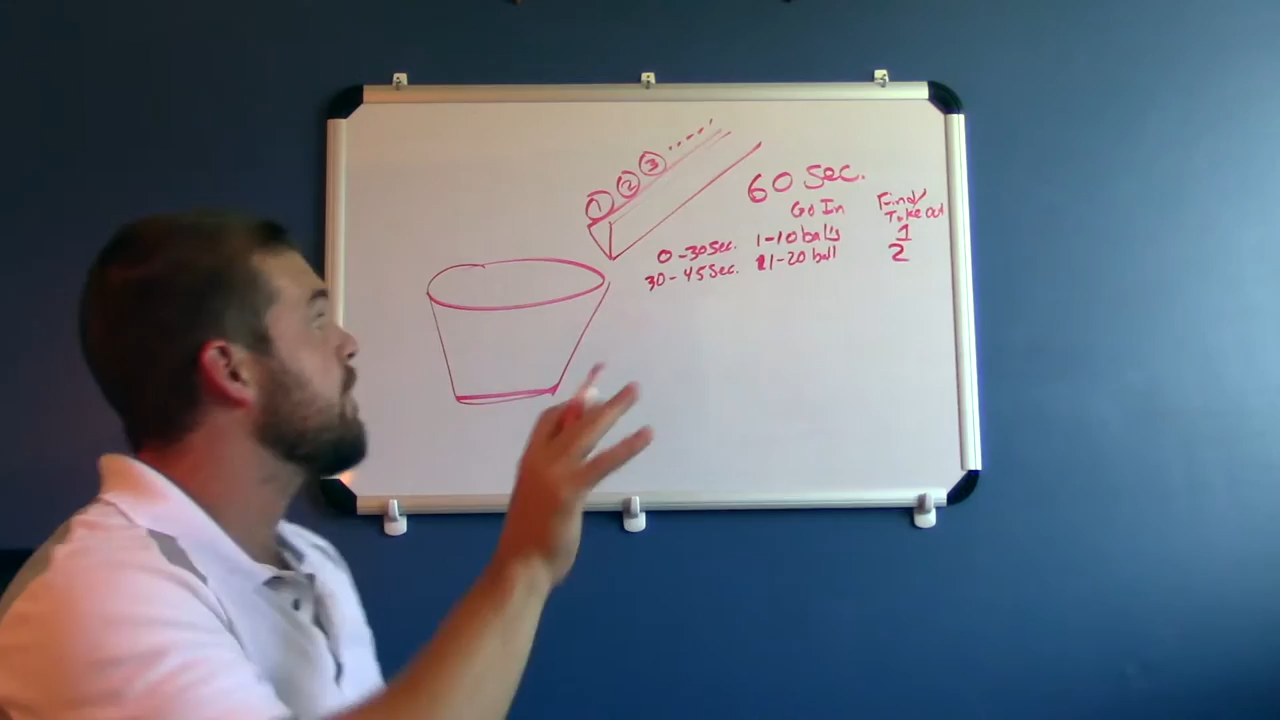 1 2 3
60 Sec.
Go In Find/
Take Out
0-30 Sec. 1-10 balls 1
30-45 Sec. 11-20 ball 2